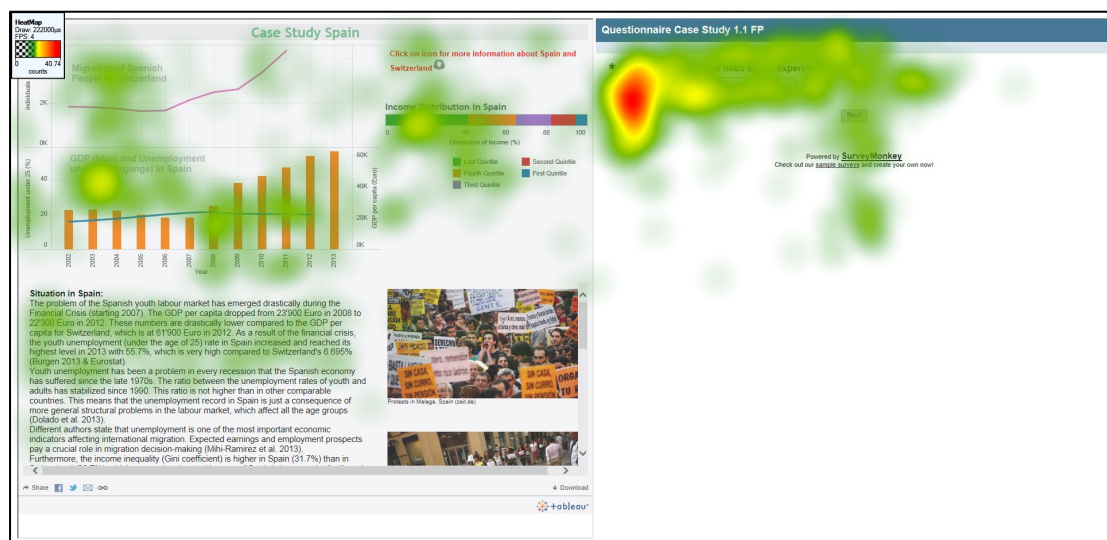 HeatMap
Draw: 222000µs
FPS: 4
0 40.74
counts
Case Study Spain
Migration of Spanish
People in Switzerland
individuals
2K
0K
Click on icon for more information about Spain and
Switzerland
Income Distribution in Spain
0 20 40 60 80 100
Distribution of Income (%)
Last Quintile
Second Quintile
Fourth Quintile
First Quintile
Third Quintile
GDP (blue) and Unemployment
under (organge) in Spain
Unemployment under 25 (%)
40
20
0
60K
40K
20K
0K
GDP per capita (Euro)
2002 2003 2004 2005 2006 2007 2008 2009 2010 2011 2012 2013
Year
Situation in Spain:
The problem of the Spanish youth labour market has emerged drastically during the
Financial Crisis (starting 2007). The GDP per capita dropped from 23'900 Euro in 2008 to
22'300 Euro in 2012. These numbers are drastically lower compared to the GDP per
capita for Switzerland, which is at 61'900 Euro in 2012. As a result of the financial crisis,
the youth unemployment (under the age of 25) rate in Spain increased and reached its
highest level in 2013 with 55.7%, which is very high compared to Switzerland's 6.695%
(Burgen 2013 & Eurostat).
Youth unemployment has been a problem in every recession that the Spanish economy
has suffered since the late 1970s. The ratio between the unemployment rates of youth and
adults has stabilized since 1990. This ratio is not higher than in other comparable
countries. This means that the unemployment record in Spain is just a consequence of
more general structural problems in the labour market, which affect all the age groups
(Dolado et al. 2013).
Different authors state that unemployment is one of the most important economic
indicators affecting international migration. Expected earnings and employment prospects
pay a crucial role in migration decision-making (Mihi-Ramirez et al. 2013).
Furthermore, the income inequality (Gini coefficient) is higher in Spain (31.7%) than in
SIN CASA,
SIN CURRO,
SIN PENSIÓN
SIN CASA
SIN CURRO
Protests in Malaga, Spain (zeit.de)
Share
Download
+ableau
Questionnaire Case Study 1.1 FP
*
filled
experi
Next
Powered by SurveyMonkey
Check out our sample surveys and create your own now!